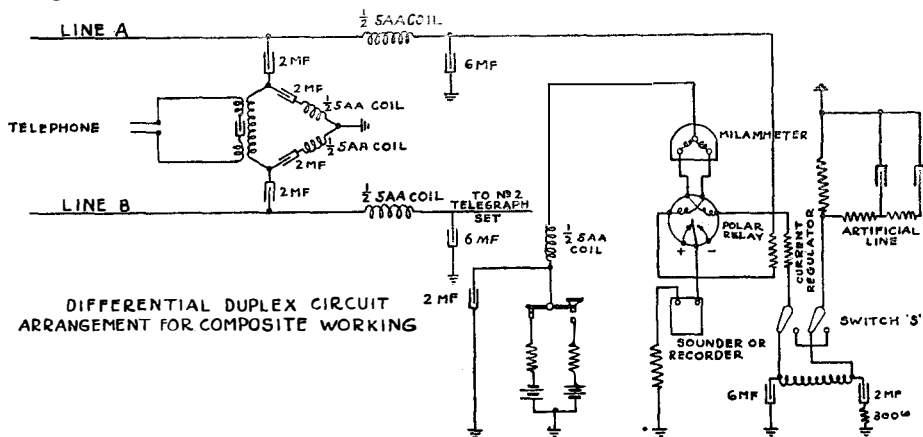 ½ 5AA COIL
LINE A
2 MF
6 MF
2 MF
½ 5AA COIL
TELEPHONE
½ 5AA COIL
2 MF
2 MF
½ 5AA COIL
LINE B
TO Nº 2
TELEGRAPH
SET
6 MF
½ 5AA
COIL
2 MF
MILAMMETER
POLAR
RELAY
+ −
CURRENT
REGULATOR
ARTIFICIAL
LINE
SWITCH 'S'
SOUNDER OR
RECORDER
DIFFERENTIAL DUPLEX CIRCUIT
ARRANGEMENT FOR COMPOSITE WORKING
6MF
2 MF
300ω